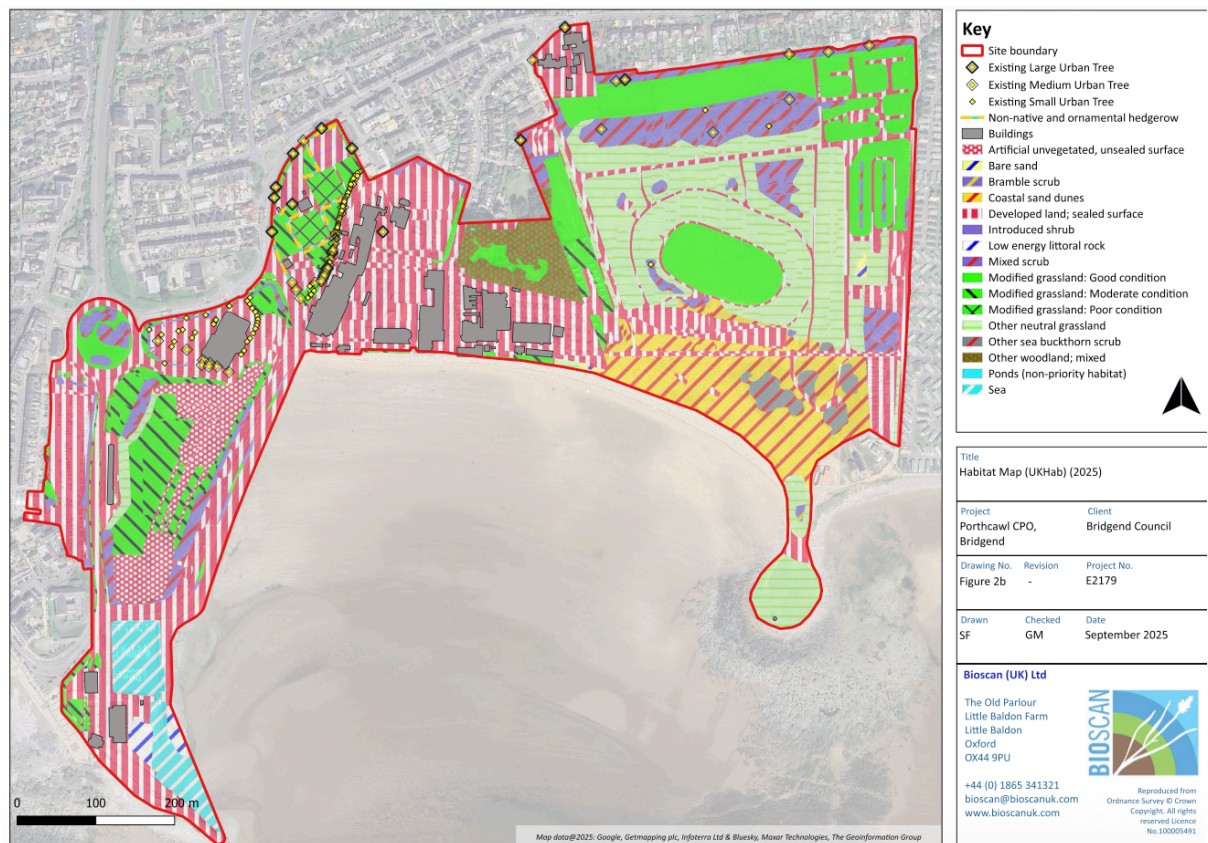 Key
Site boundary
Existing Large Urban Tree
Existing Medium Urban Tree
Existing Small Urban Tree
Non-native and ornamental hedgerow
Buildings
Artificial unvegetated, unsealed surface
Bare sand
Bramble scrub
Coastal sand dunes
Developed land; sealed surface
Introduced shrub
Low energy littoral rock
Mixed scrub
Modified grassland: Good condition
Modified grassland: Moderate condition
Modified grassland: Poor condition
Other neutral grassland
Other sea buckthorn scrub
Other woodland; mixed
Ponds (non-priority habitat)
Sea
Title
Habitat Map (UKHab) (2025)
Project Client
Porthcawl CPO, Bridgend Council
Bridgend
Drawing No. Revision Project No.
Figure 2b - E2179
Drawn Checked Date
SF GM September 2025
Bioscan (UK) Ltd
The Old Parlour
Little Baldon Farm
Little Baldon
Oxford
OX44 9PU
+44 (0) 1865 341321
bioscan@bioscanuk.com
www.bioscanuk.com
BIOSCAN
Reproduced from
Ordnance Survey © Crown
Copyright. All rights
reserved Licence
No.100005491
0 100 200 m
Map data@2025: Google, Getmapping plc, Infoterra Ltd & Bluesky, Maxar Technologies, The Geoinformation Group